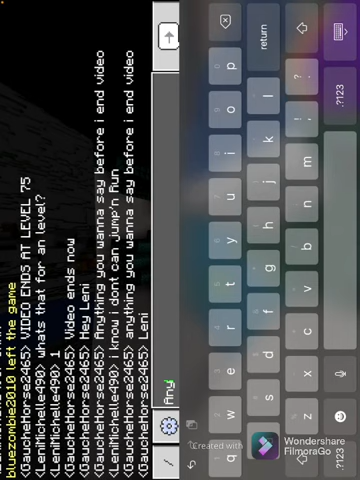 bluezombie2010 left the game
<GaucheHorse2465> VIDEO ENDS AT LEVEL 75
<LeniMichelle490> whats that for an level?
<LeniMichelle490> 1
<GaucheHorse2465> Video ends now
<GaucheHorse2465> Hey Leni
<GaucheHorse2465> Anything you wanna say before i end video
<LeniMichelle490> i know i dont can Jump'n Run
<GaucheHorse2465> anything you wanna say before i end video
<GaucheHorse2465> Leni
/
Any
q w e r t y u i o p
a s d f g h j k l return
z x c v b n m ! , ? .
.?123 .?123
Created with
Wondershare
FilmoraGo